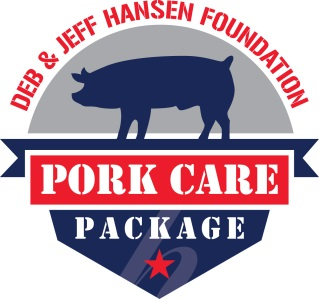 DEB & JEFF HANSEN FOUNDATION
PORK CARE
PACKAGE
h